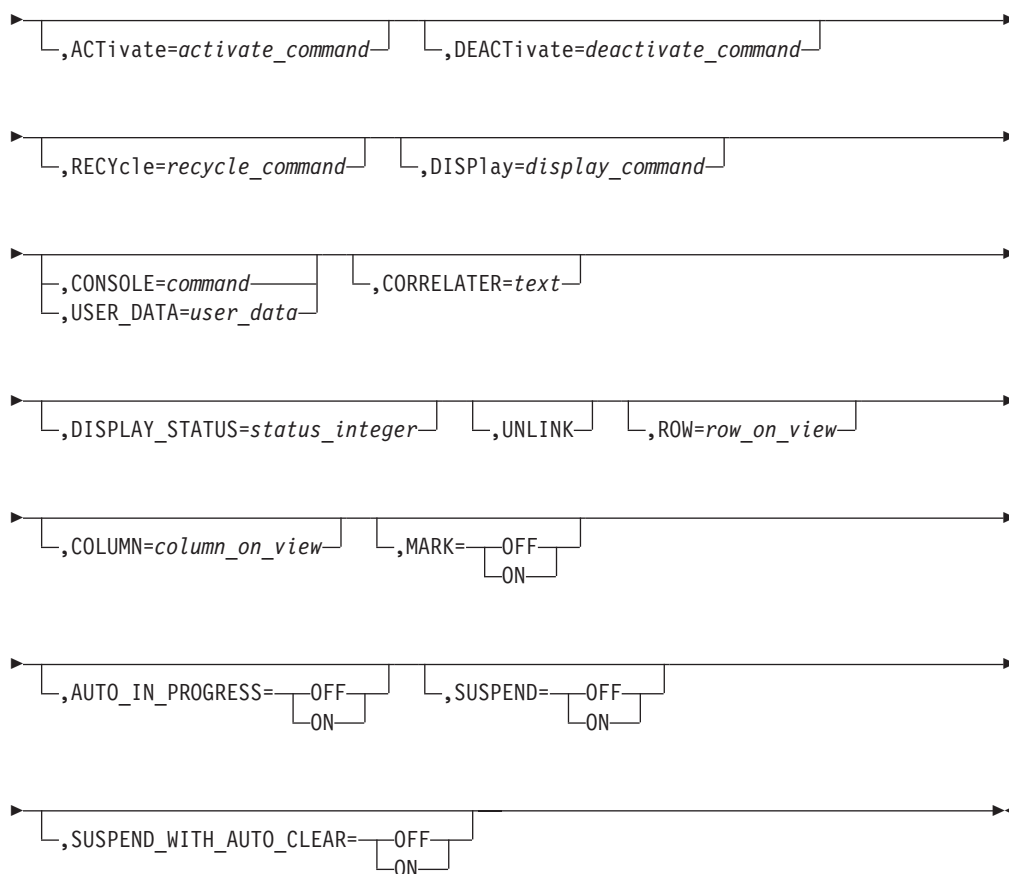 ,ACTivate=activate_command ,DEACTivate=deactivate_command
,RECYcle=recycle_command ,DISPlay=display_command
,CONSOLE=command ,CORRELATER=text
,USER_DATA=user_data
,DISPLAY_STATUS=status_integer ,UNLINK ,ROW=row_on_view
,COLUMN=column_on_view ,MARK= OFF
ON
,AUTO_IN_PROGRESS= OFF ,SUSPEND= OFF
ON ON
,SUSPEND_WITH_AUTO_CLEAR= OFF
ON